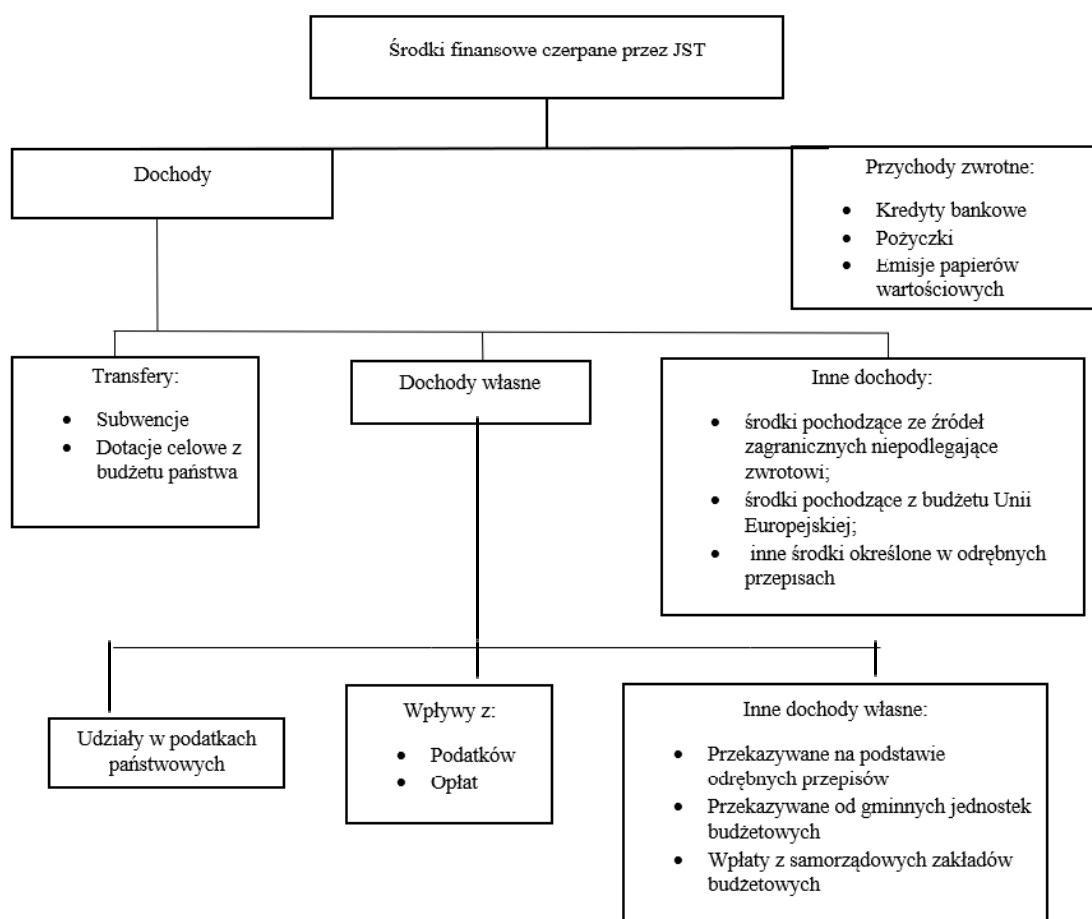 Środki finansowe czerpane przez JST
Dochody
Przychody zwrotne:
• Kredyty bankowe
• Pożyczki
• Emisje papierów
wartościowych
Transfery:
• Subwencje
• Dotacje celowe z
budżetu państwa
Dochody własne
Inne dochody:
• środki pochodzące ze źródeł
zagranicznych niepodlegające
zwrotowi;
• środki pochodzące z budżetu Unii
Europejskiej;
• inne środki określone w odrębnych
przepisach
Udziały w podatkach
państwowych
Wpływy z:
• Podatków
• Opłat
Inne dochody własne:
• Przekazywane na podstawie
odrębnych przepisów
• Przekazywane od gminnych jednostek
budżetowych
• Wpłaty z samorządowych zakładów
budżetowych